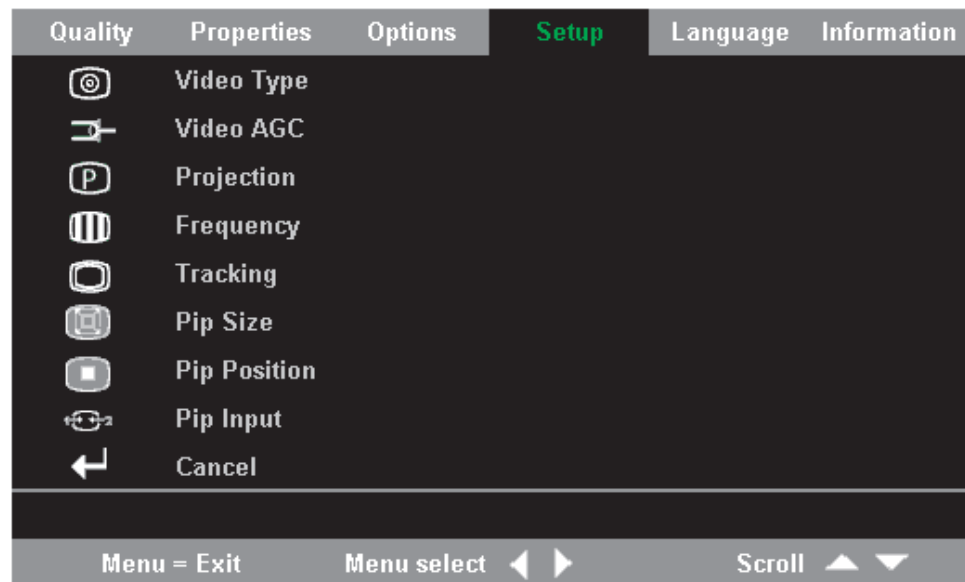 Quality Properties Options Setup Language Information
Video Type
Video AGC
P Projection
Frequency
Tracking
Pip Size
Pip Position
Pip Input
Cancel
Menu = Exit Menu select Scroll